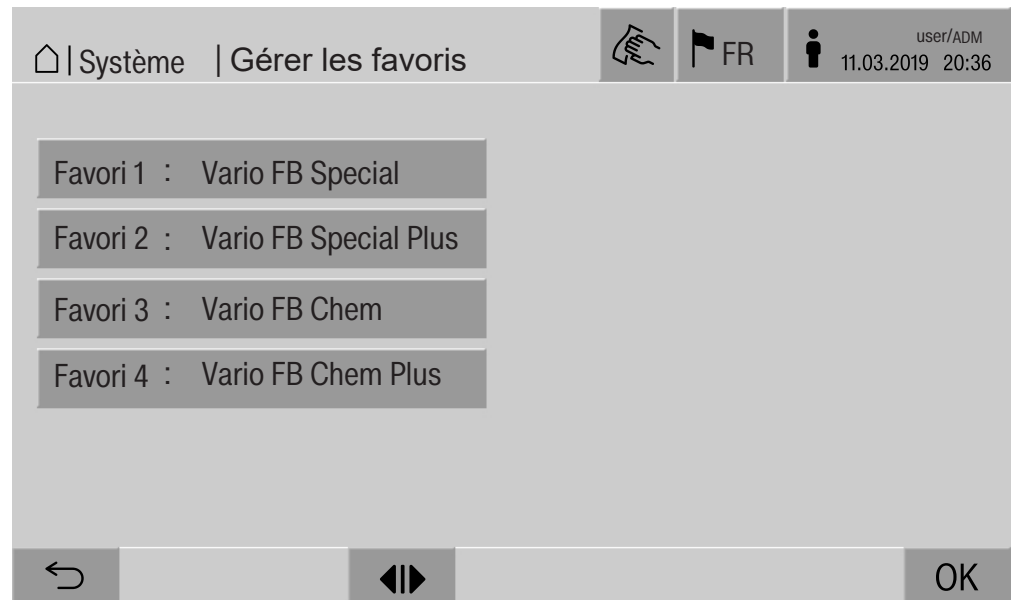 | Système | Gérer les favoris
FR
user/ADM
11.03.2019 20:36
Favori 1 : Vario FB Special
Favori 2 : Vario FB Special Plus
Favori 3 : Vario FB Chem
Favori 4 : Vario FB Chem Plus
OK